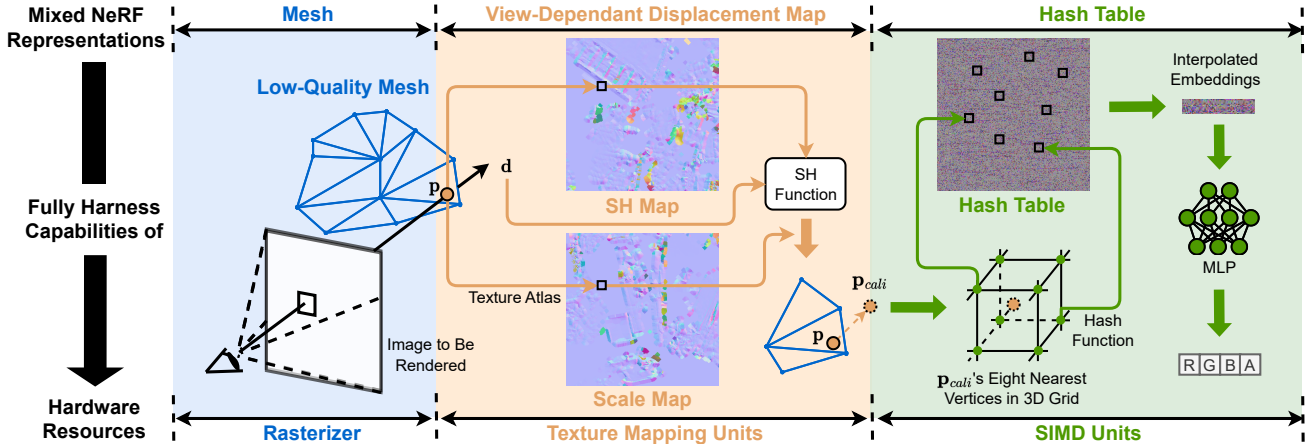 Mixed NeRF
Representations
Fully Harness
Capabilities of
Hardware
Resources
Mesh
Low-Quality Mesh
p
d
Image to Be
Rendered
Rasterizer
View-Dependant Displacement Map
SH Map
SH
Function
Texture Atlas
Scale Map
p
p_cali
Texture Mapping Units
Hash Table
Interpolated
Embeddings
Hash Table
MLP
Hash
Function
p_cali's Eight Nearest
Vertices in 3D Grid
R G B A
SIMD Units